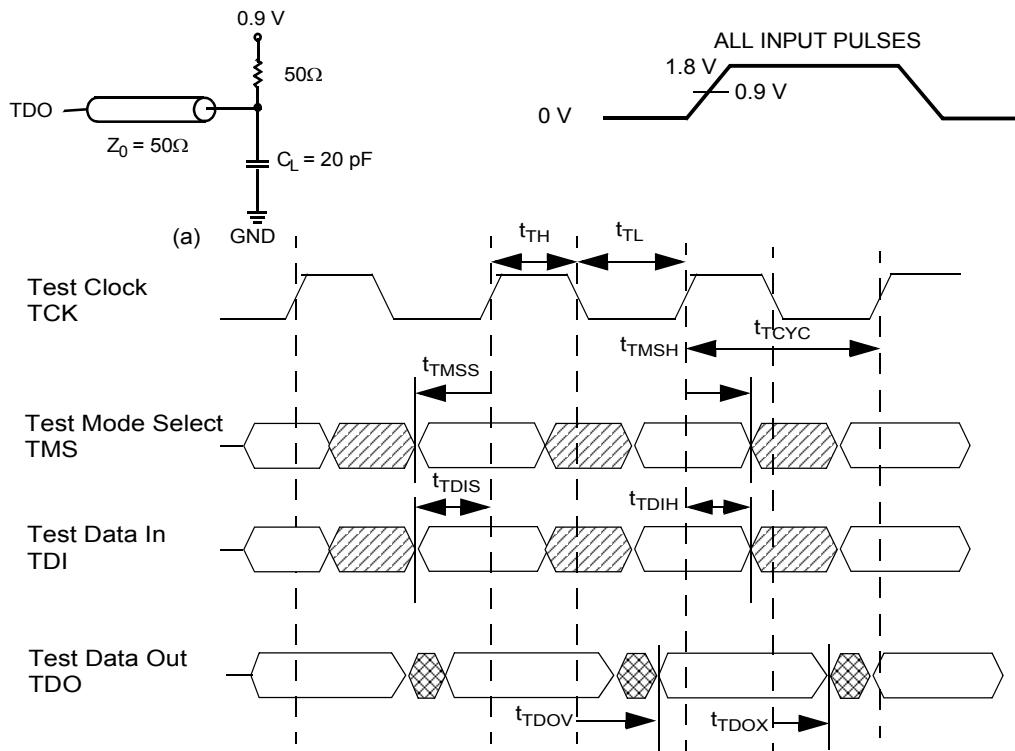 0.9 V
50Ω
TDO
Z0 = 50Ω
CL = 20 pF
(a)
GND
ALL INPUT PULSES
1.8 V
0.9 V
0 V
tTH
tTL
Test Clock
TCK
tTMSH
tTCYC
tTMSS
Test Mode Select
TMS
tTDIS
tTDIH
Test Data In
TDI
Test Data Out
TDO
tTDOV
tTDOX